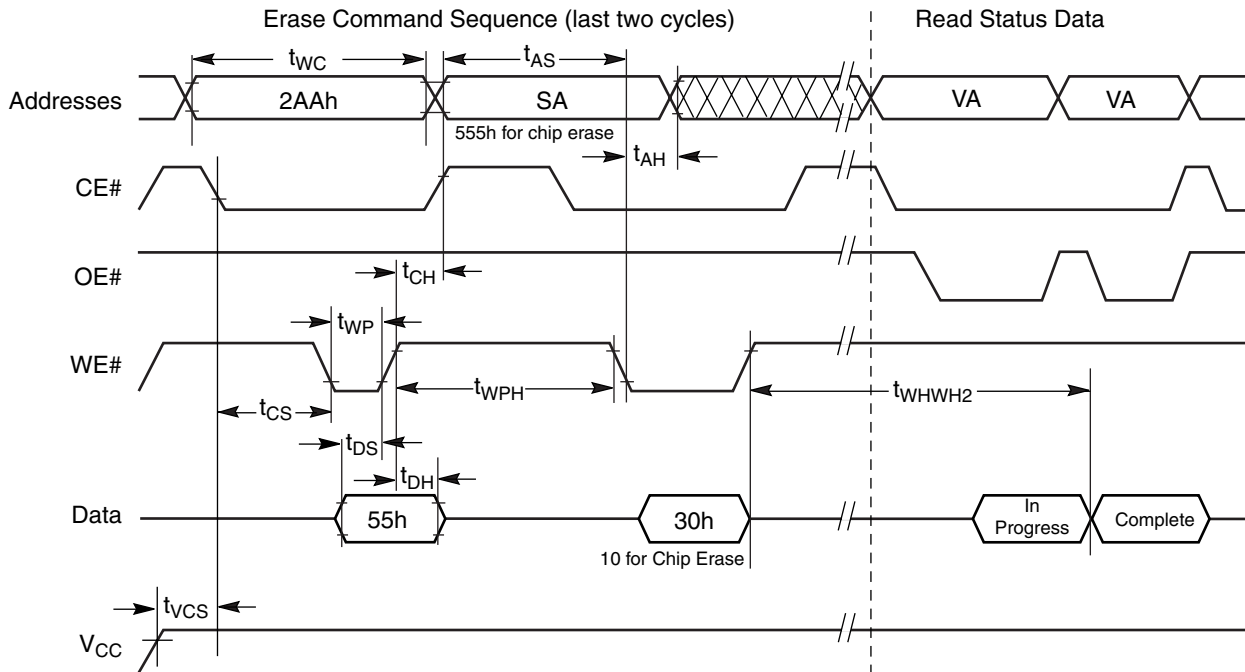 Erase Command Sequence (last two cycles)
Read Status Data
tWC
tAS
Addresses
2AAh
SA
VA
VA
555h for chip erase
tAH
CE#
OE#
tCH
tWP
WE#
tWPH
tWHWH2
tCS
tDS
tDH
Data
55h
30h
In
Progress
Complete
10 for Chip Erase
tVCS
VCC